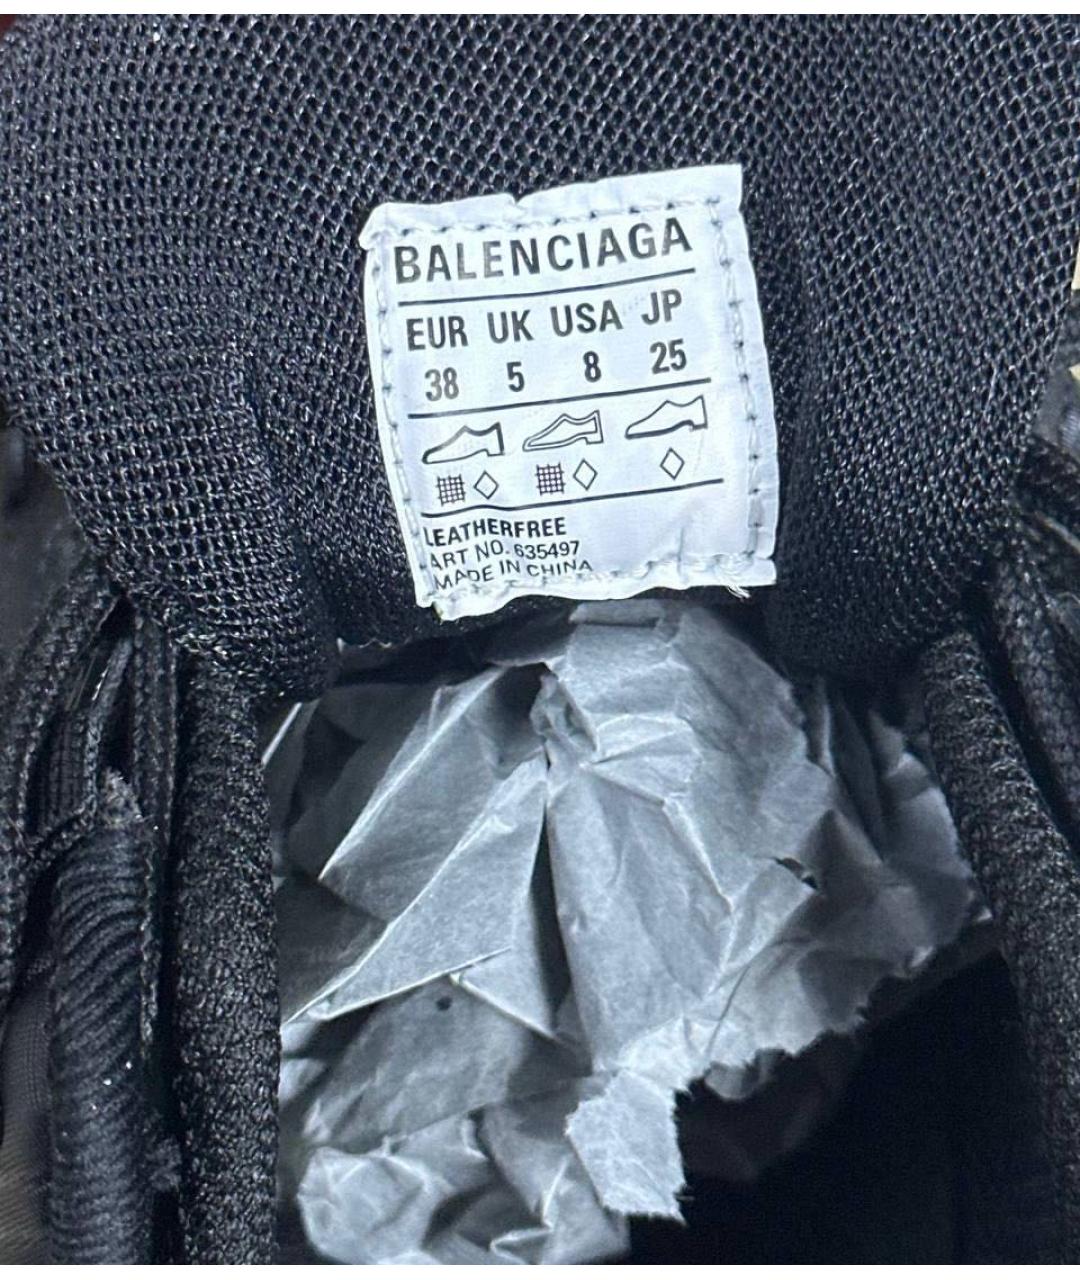 BALENCIAGA
EUR UK USA JP
38 5 8 25
LEATHERFREE
ART NO. 635497
MADE IN CHINA